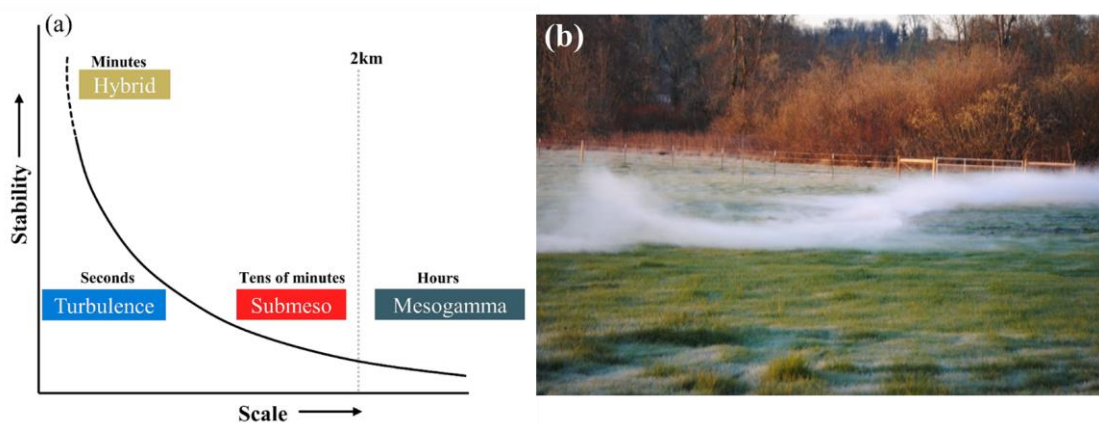 (a)
Minutes
Hybrid
2km
Stability
Seconds
Turbulence
Tens of minutes
Submeso
Hours
Mesogamma
Scale
(b)